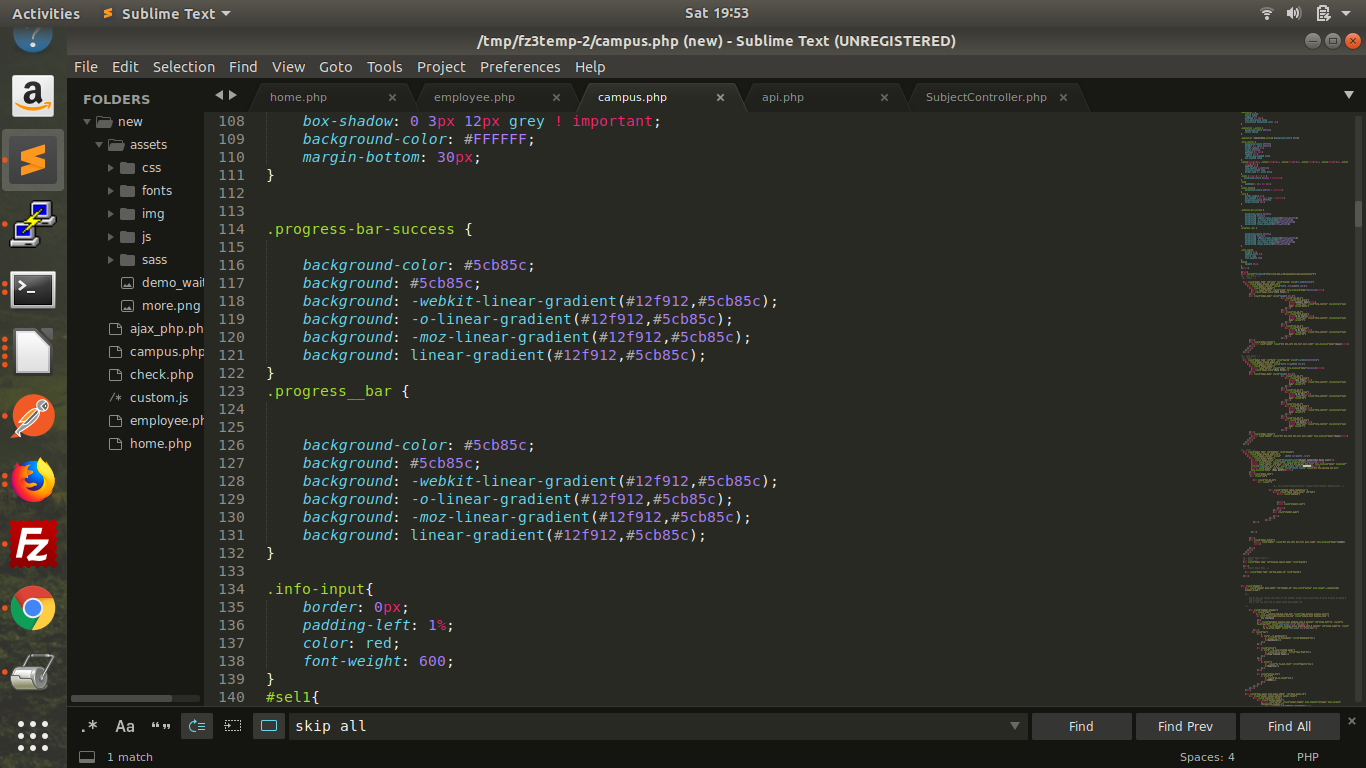 Activities Sublime Text Sat 19:53
/tmp/fz3temp-2/campus.php (new) - Sublime Text (UNREGISTERED)
File Edit Selection Find View Goto Tools Project Preferences Help
FOLDERS
new
assets
css
fonts
img
js
sass
demo_wait
more.png
ajax_php.ph
campus.php
check.php
/* custom.js
employee.ph
home.php
home.php × employee.php × campus.php × api.php × SubjectController.php ×
108 box-shadow: 0 3px 12px grey ! important;
109 background-color: #FFFFFF;
110 margin-bottom: 30px;
111 }
112
113
114 .progress-bar-success {
115
116 background-color: #5cb85c;
117 background: #5cb85c;
118 background: -webkit-linear-gradient(#12f912,#5cb85c);
119 background: -o-linear-gradient(#12f912,#5cb85c);
120 background: -moz-linear-gradient(#12f912,#5cb85c);
121 background: linear-gradient(#12f912,#5cb85c);
122 }
123 .progress__bar {
124
125
126 background-color: #5cb85c;
127 background: #5cb85c;
128 background: -webkit-linear-gradient(#12f912,#5cb85c);
129 background: -o-linear-gradient(#12f912,#5cb85c);
130 background: -moz-linear-gradient(#12f912,#5cb85c);
131 background: linear-gradient(#12f912,#5cb85c);
132 }
133
134 .info-input{
135 border: 0px;
136 padding-left: 1%;
137 color: red;
138 font-weight: 600;
139 }
140 #sel1{
.* Aa “” skip all Find Find Prev Find All
1 match Spaces: 4 PHP